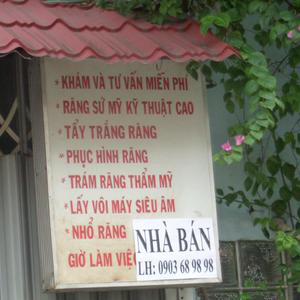 * KHÁM VÀ TƯ VẤN MIỄN PHÍ
* RĂNG SỨ MỸ KỸ THUẬT CAO
* TẨY TRẮNG RĂNG
* PHỤC HÌNH RĂNG
* TRÁM RĂNG THẨM MỸ
* LẤY VÔI MÁY SIÊU ÂM
* NHỔ RĂNG
GIỜ LÀM VIỆC
NHÀ BÁN
LH: 0903 68 98 98